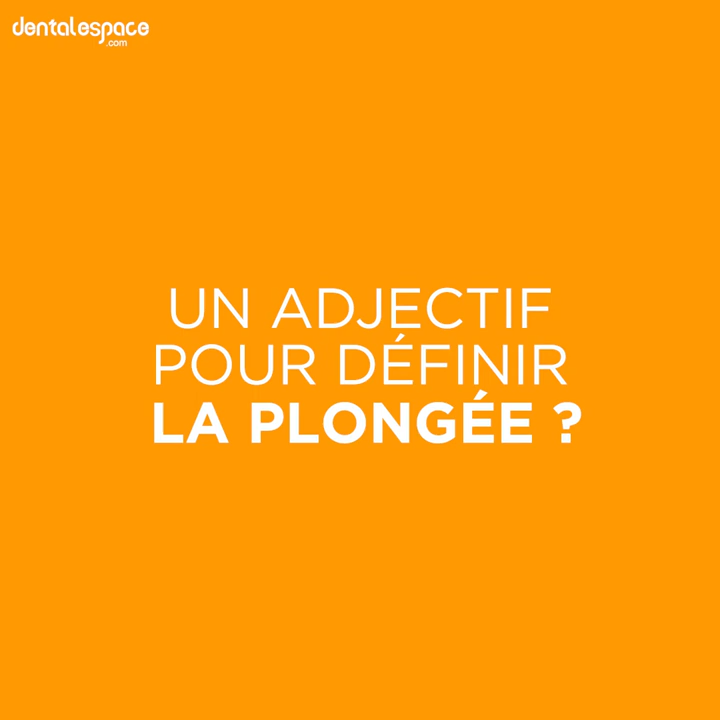 dentalespace
.com
UN ADJECTIF
POUR DÉFINIR
LA PLONGÉE ?